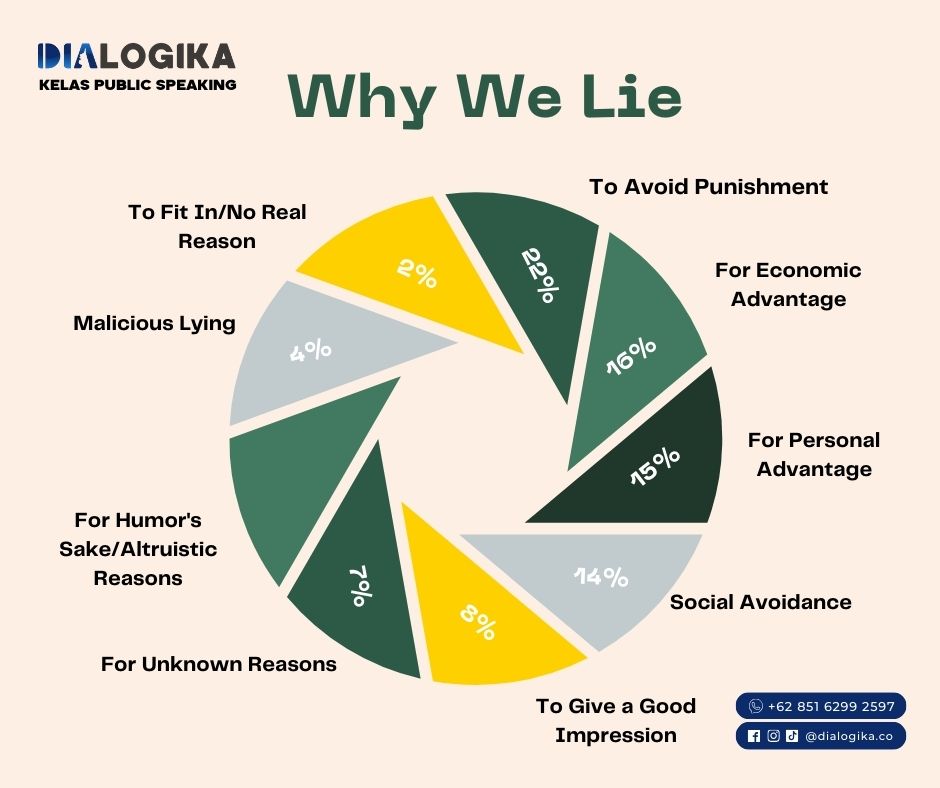 DIALOGIKA
KELAS PUBLIC SPEAKING
Why We Lie
To Avoid Punishment
22%
For Economic
Advantage
16%
For Personal
Advantage
15%
Social Avoidance
14%
To Give a Good
Impression
8%
For Unknown Reasons
7%
For Humor's
Sake/Altruistic
Reasons
Malicious Lying
4%
To Fit In/No Real
Reason
2%
+62 851 6299 2597
@dialogika.co